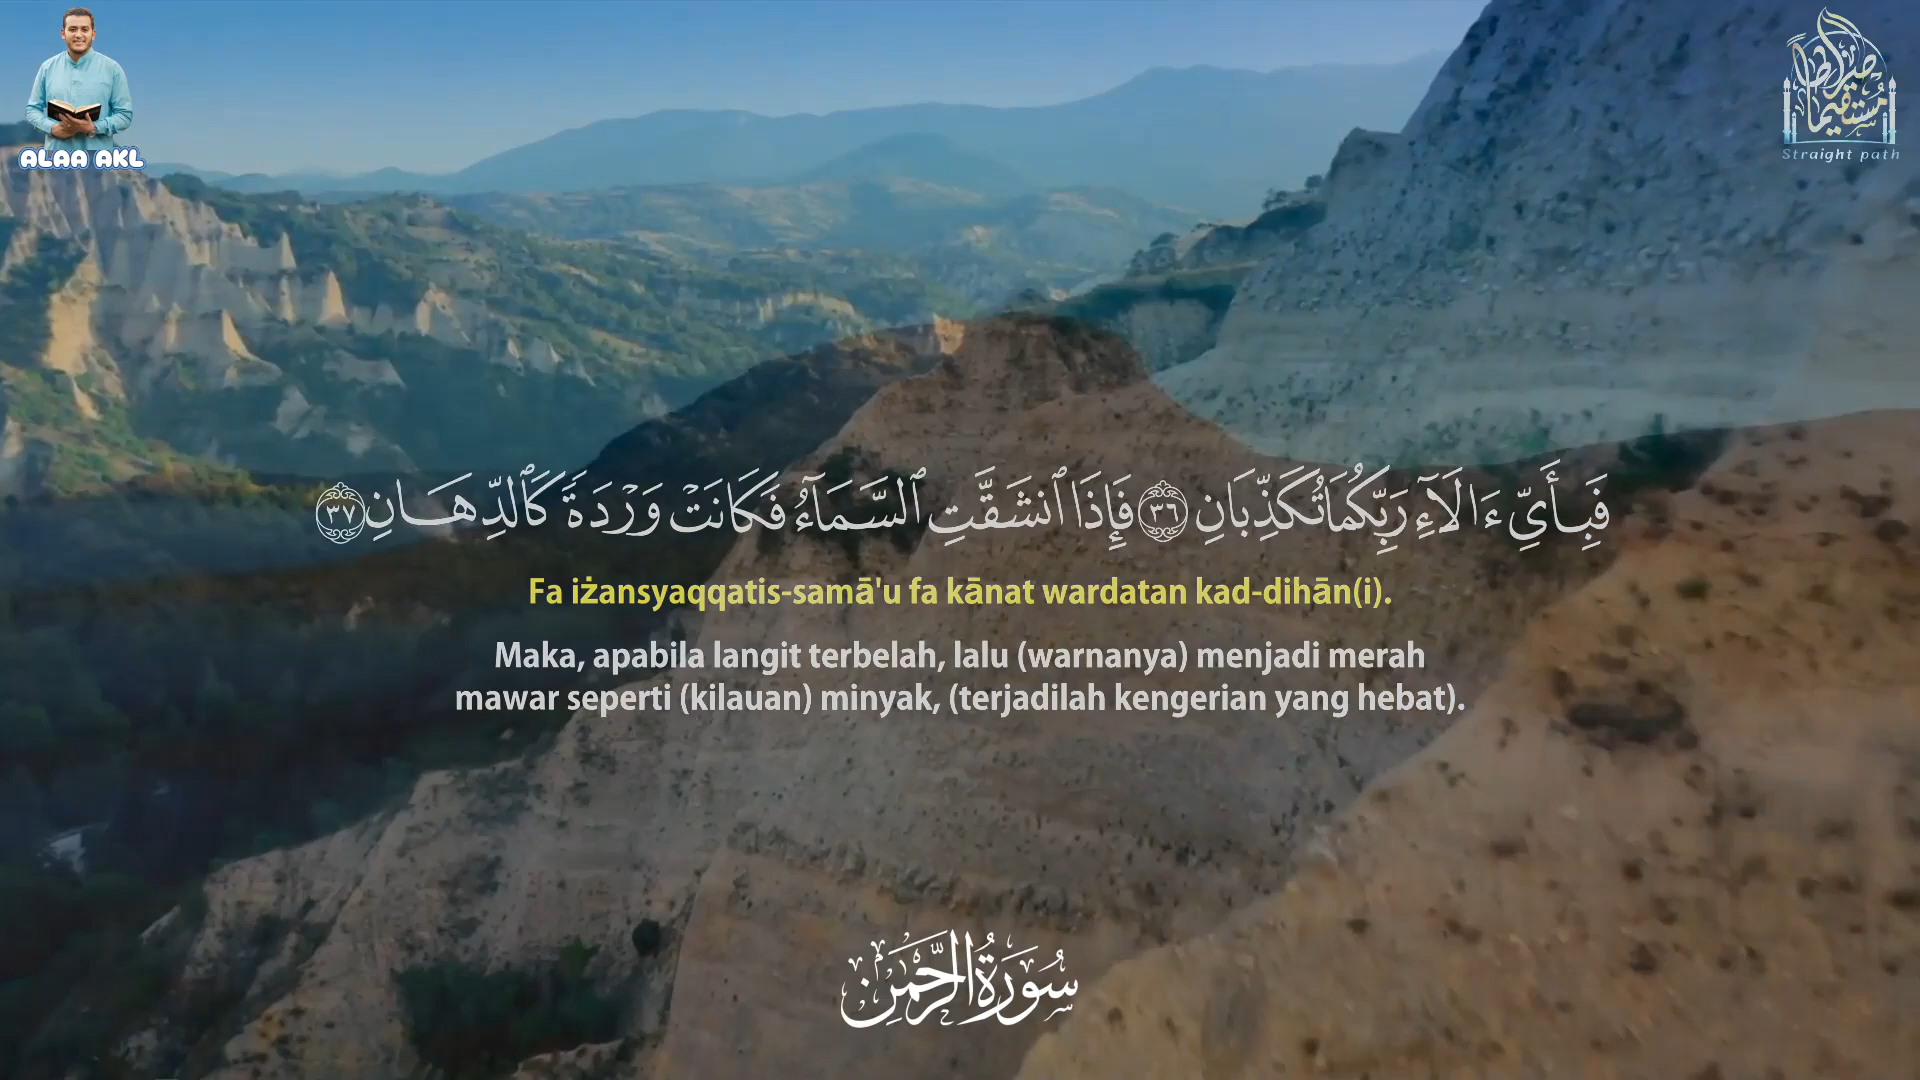 ALAA AKL
صراطا مستقيما
Straight path
فَبِأَيِّ ءَالَآءِ رَبِّكُمَا تُكَذِّبَانِ ۝٣٦ فَإِذَا ٱنشَقَّتِ ٱلسَّمَآءُ فَكَانَتْ وَرْدَةً كَٱلدِّهَانِ ۝٣٧
Fa iżansyaqqatis-samā'u fa kānat wardatan kad-dihān(i).
Maka, apabila langit terbelah, lalu (warnanya) menjadi merah
mawar seperti (kilauan) minyak, (terjadilah kengerian yang hebat).
سُورَةُ الرَّحْمَٰن